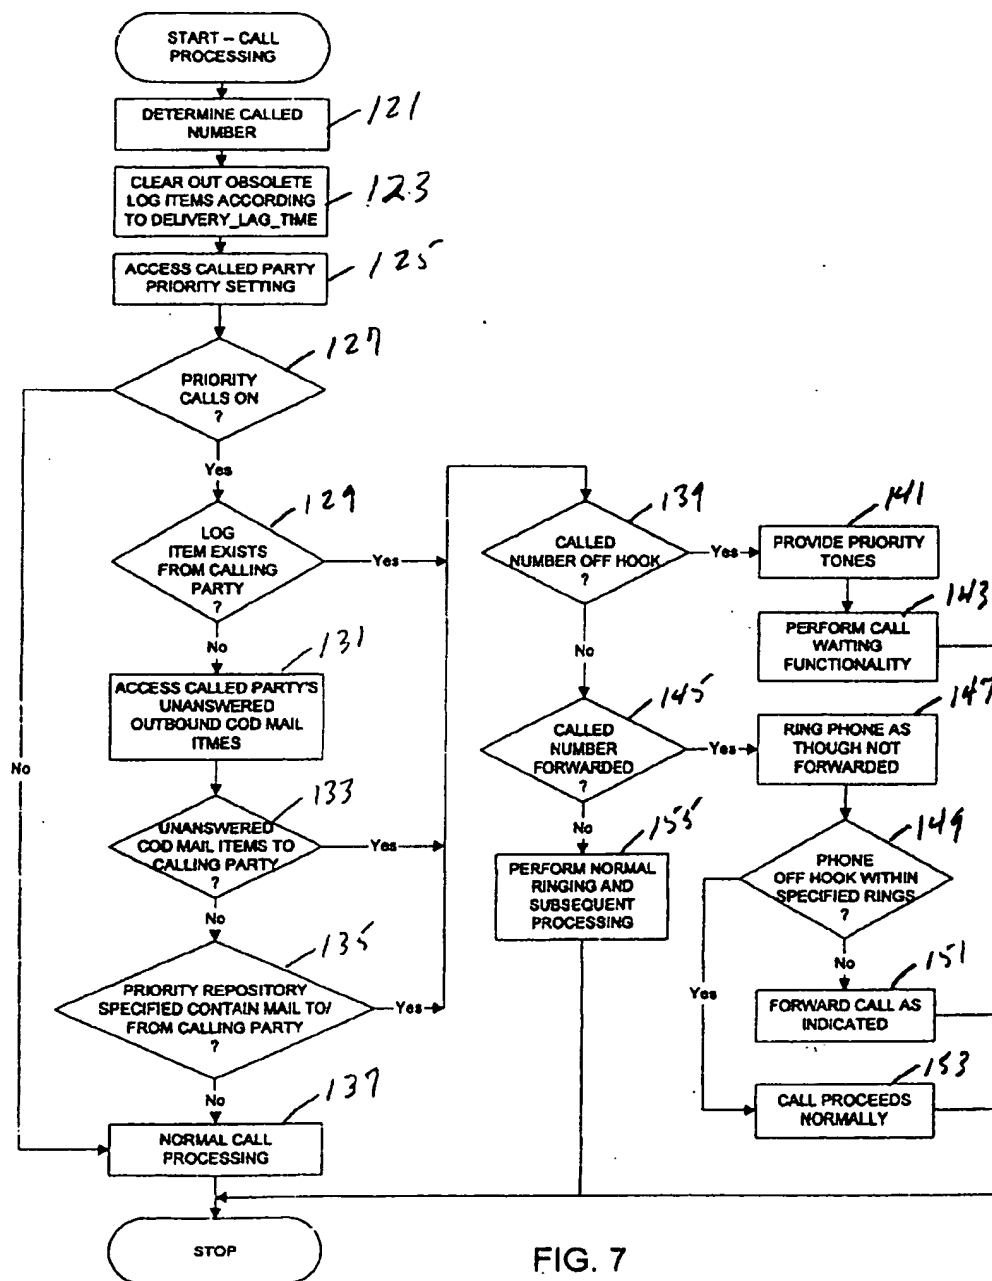 START – CALL
PROCESSING
121
DETERMINE CALLED
NUMBER
123
CLEAR OUT OBSOLETE
LOG ITEMS ACCORDING
TO DELIVERY_LAG_TIME
125
ACCESS CALLED PARTY
PRIORITY SETTING
127
PRIORITY
CALLS ON
?
No
Yes
129
LOG
ITEM EXISTS
FROM CALLING
PARTY
?
Yes
No
131
ACCESS CALLED PARTY'S
UNANSWERED
OUTBOUND COD MAIL
ITMES
133
UNANSWERED
COD MAIL ITEMS TO
CALLING PARTY
?
Yes
No
135
PRIORITY REPOSITORY
SPECIFIED CONTAIN MAIL TO/
FROM CALLING PARTY
?
Yes
No
137
NORMAL CALL
PROCESSING
STOP
139
CALLED
NUMBER OFF HOOK
?
Yes
No
141
PROVIDE PRIORITY
TONES
143
PERFORM CALL
WAITING
FUNCTIONALITY
145
CALLED
NUMBER
FORWARDED
?
Yes
No
147
RING PHONE AS
THOUGH NOT
FORWARDED
149
PHONE
OFF HOOK WITHIN
SPECIFIED RINGS
?
No
Yes
151
FORWARD CALL AS
INDICATED
153
CALL PROCEEDS
NORMALLY
155
PERFORM NORMAL
RINGING AND
SUBSEQUENT
PROCESSING
FIG. 7